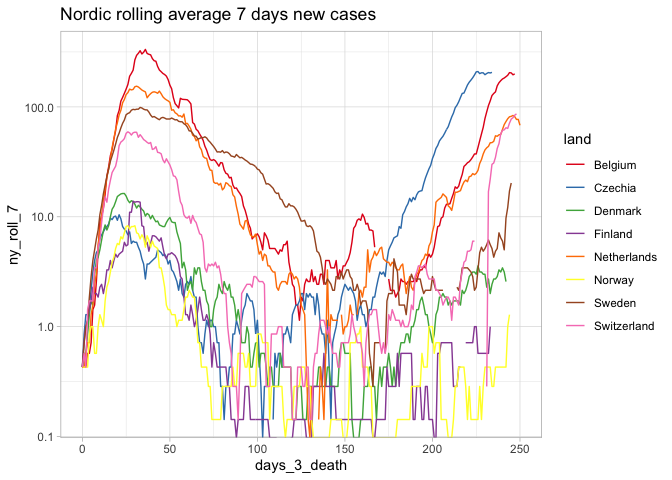 Nordic rolling average 7 days new cases
100.0
10.0
1.0
0.1
ny_roll_7
0
50
100
150
200
250
days_3_death
land
Belgium
Czechia
Denmark
Finland
Netherlands
Norway
Sweden
Switzerland